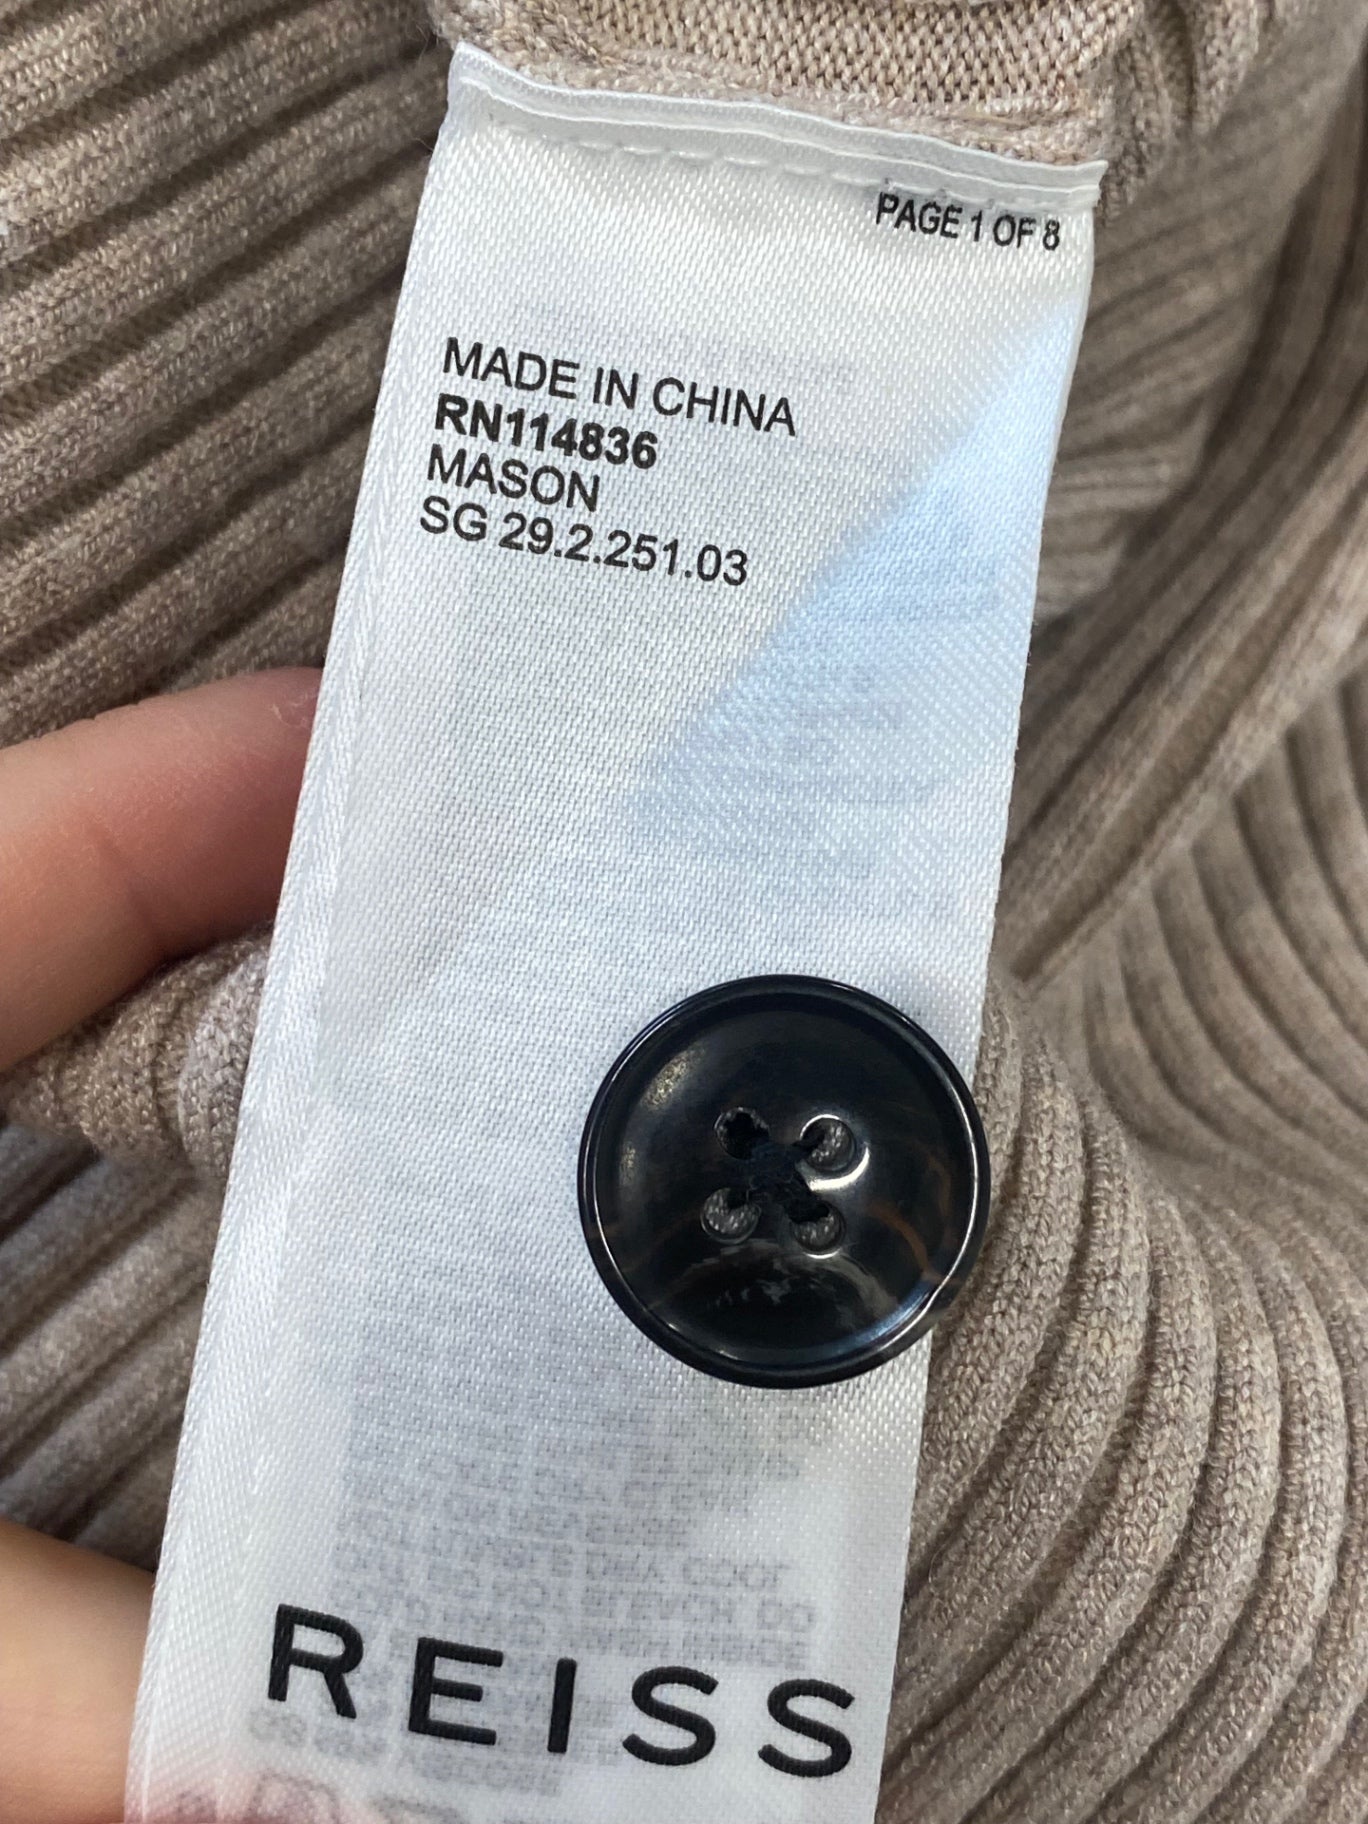 PAGE 1 OF 8
MADE IN CHINA
RN114836
MASON
SG 29.2.251.03
REISS